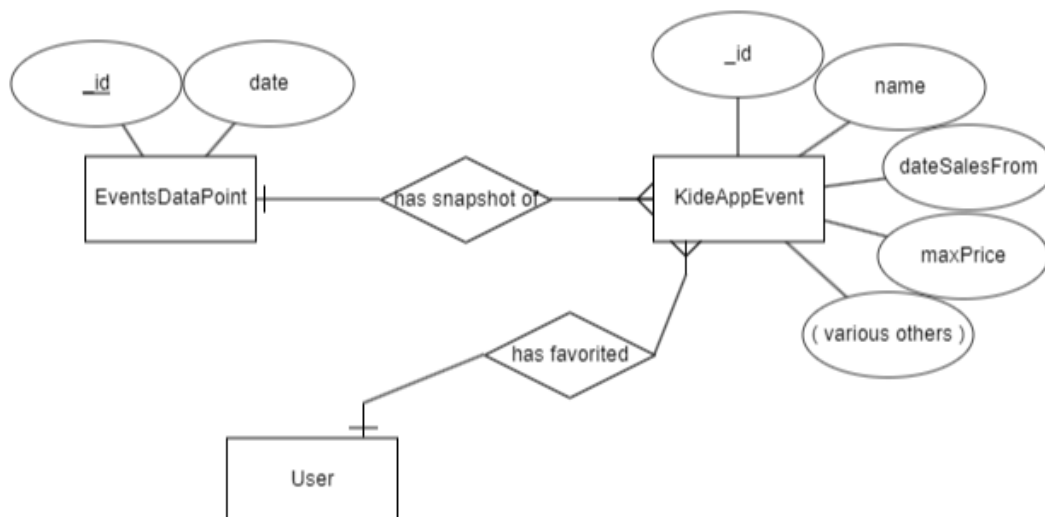 _id
date
_id
name
EventsDataPoint
has snapshot of
KideAppEvent
dateSalesFrom
maxPrice
( various others )
has favorited
User